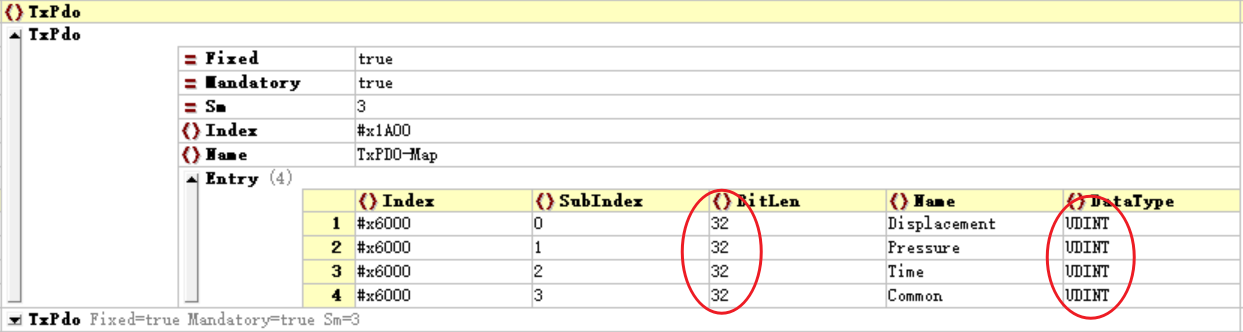 TxPdo
TxPdo
Fixed true
Mandatory true
Sm 3
Index #x1A00
Name TxPDO-Map
Entry (4)
Index SubIndex BitLen Name DataType
1 #x6000 0 32 Displacement UDINT
2 #x6000 1 32 Pressure UDINT
3 #x6000 2 32 Time UDINT
4 #x6000 3 32 Common UDINT
TxPdo Fixed=true Mandatory=true Sm=3